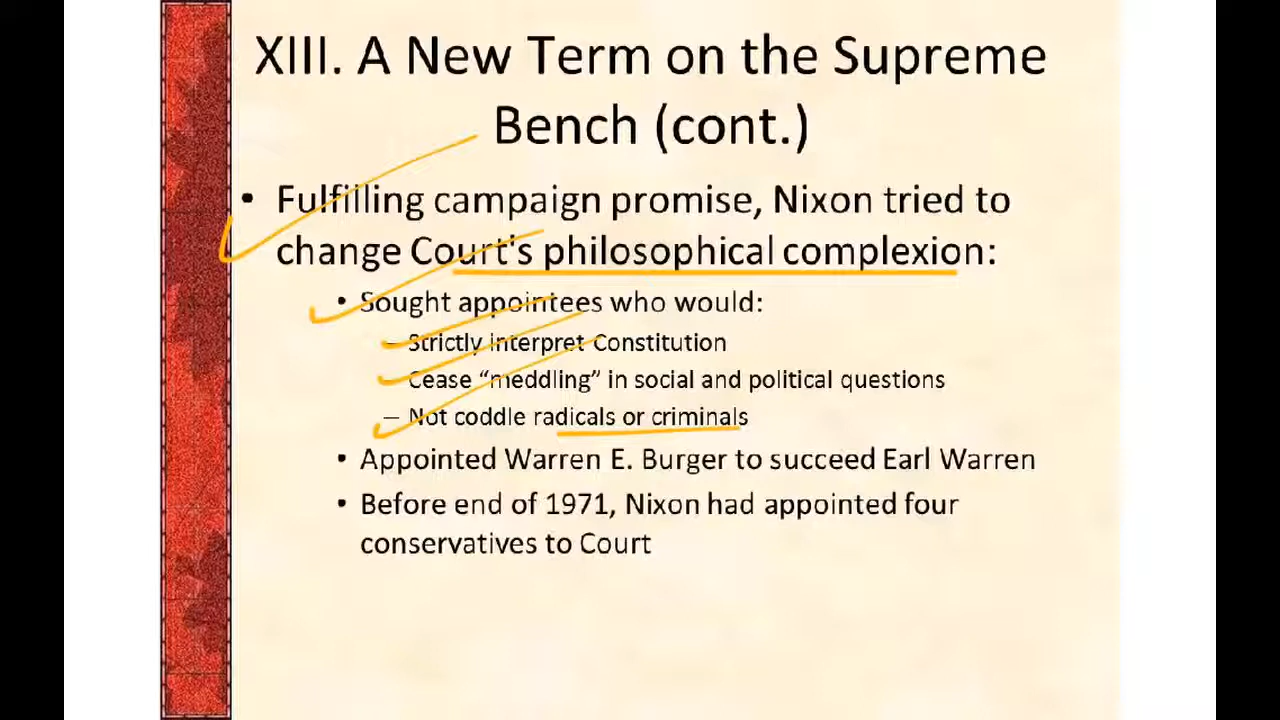 XIII. A New Term on the Supreme
Bench (cont.)
• Fulfilling campaign promise, Nixon tried to
change Court's philosophical complexion:
• Sought appointees who would:
– Strictly interpret Constitution
– Cease “meddling” in social and political questions
– Not coddle radicals or criminals
• Appointed Warren E. Burger to succeed Earl Warren
• Before end of 1971, Nixon had appointed four
conservatives to Court